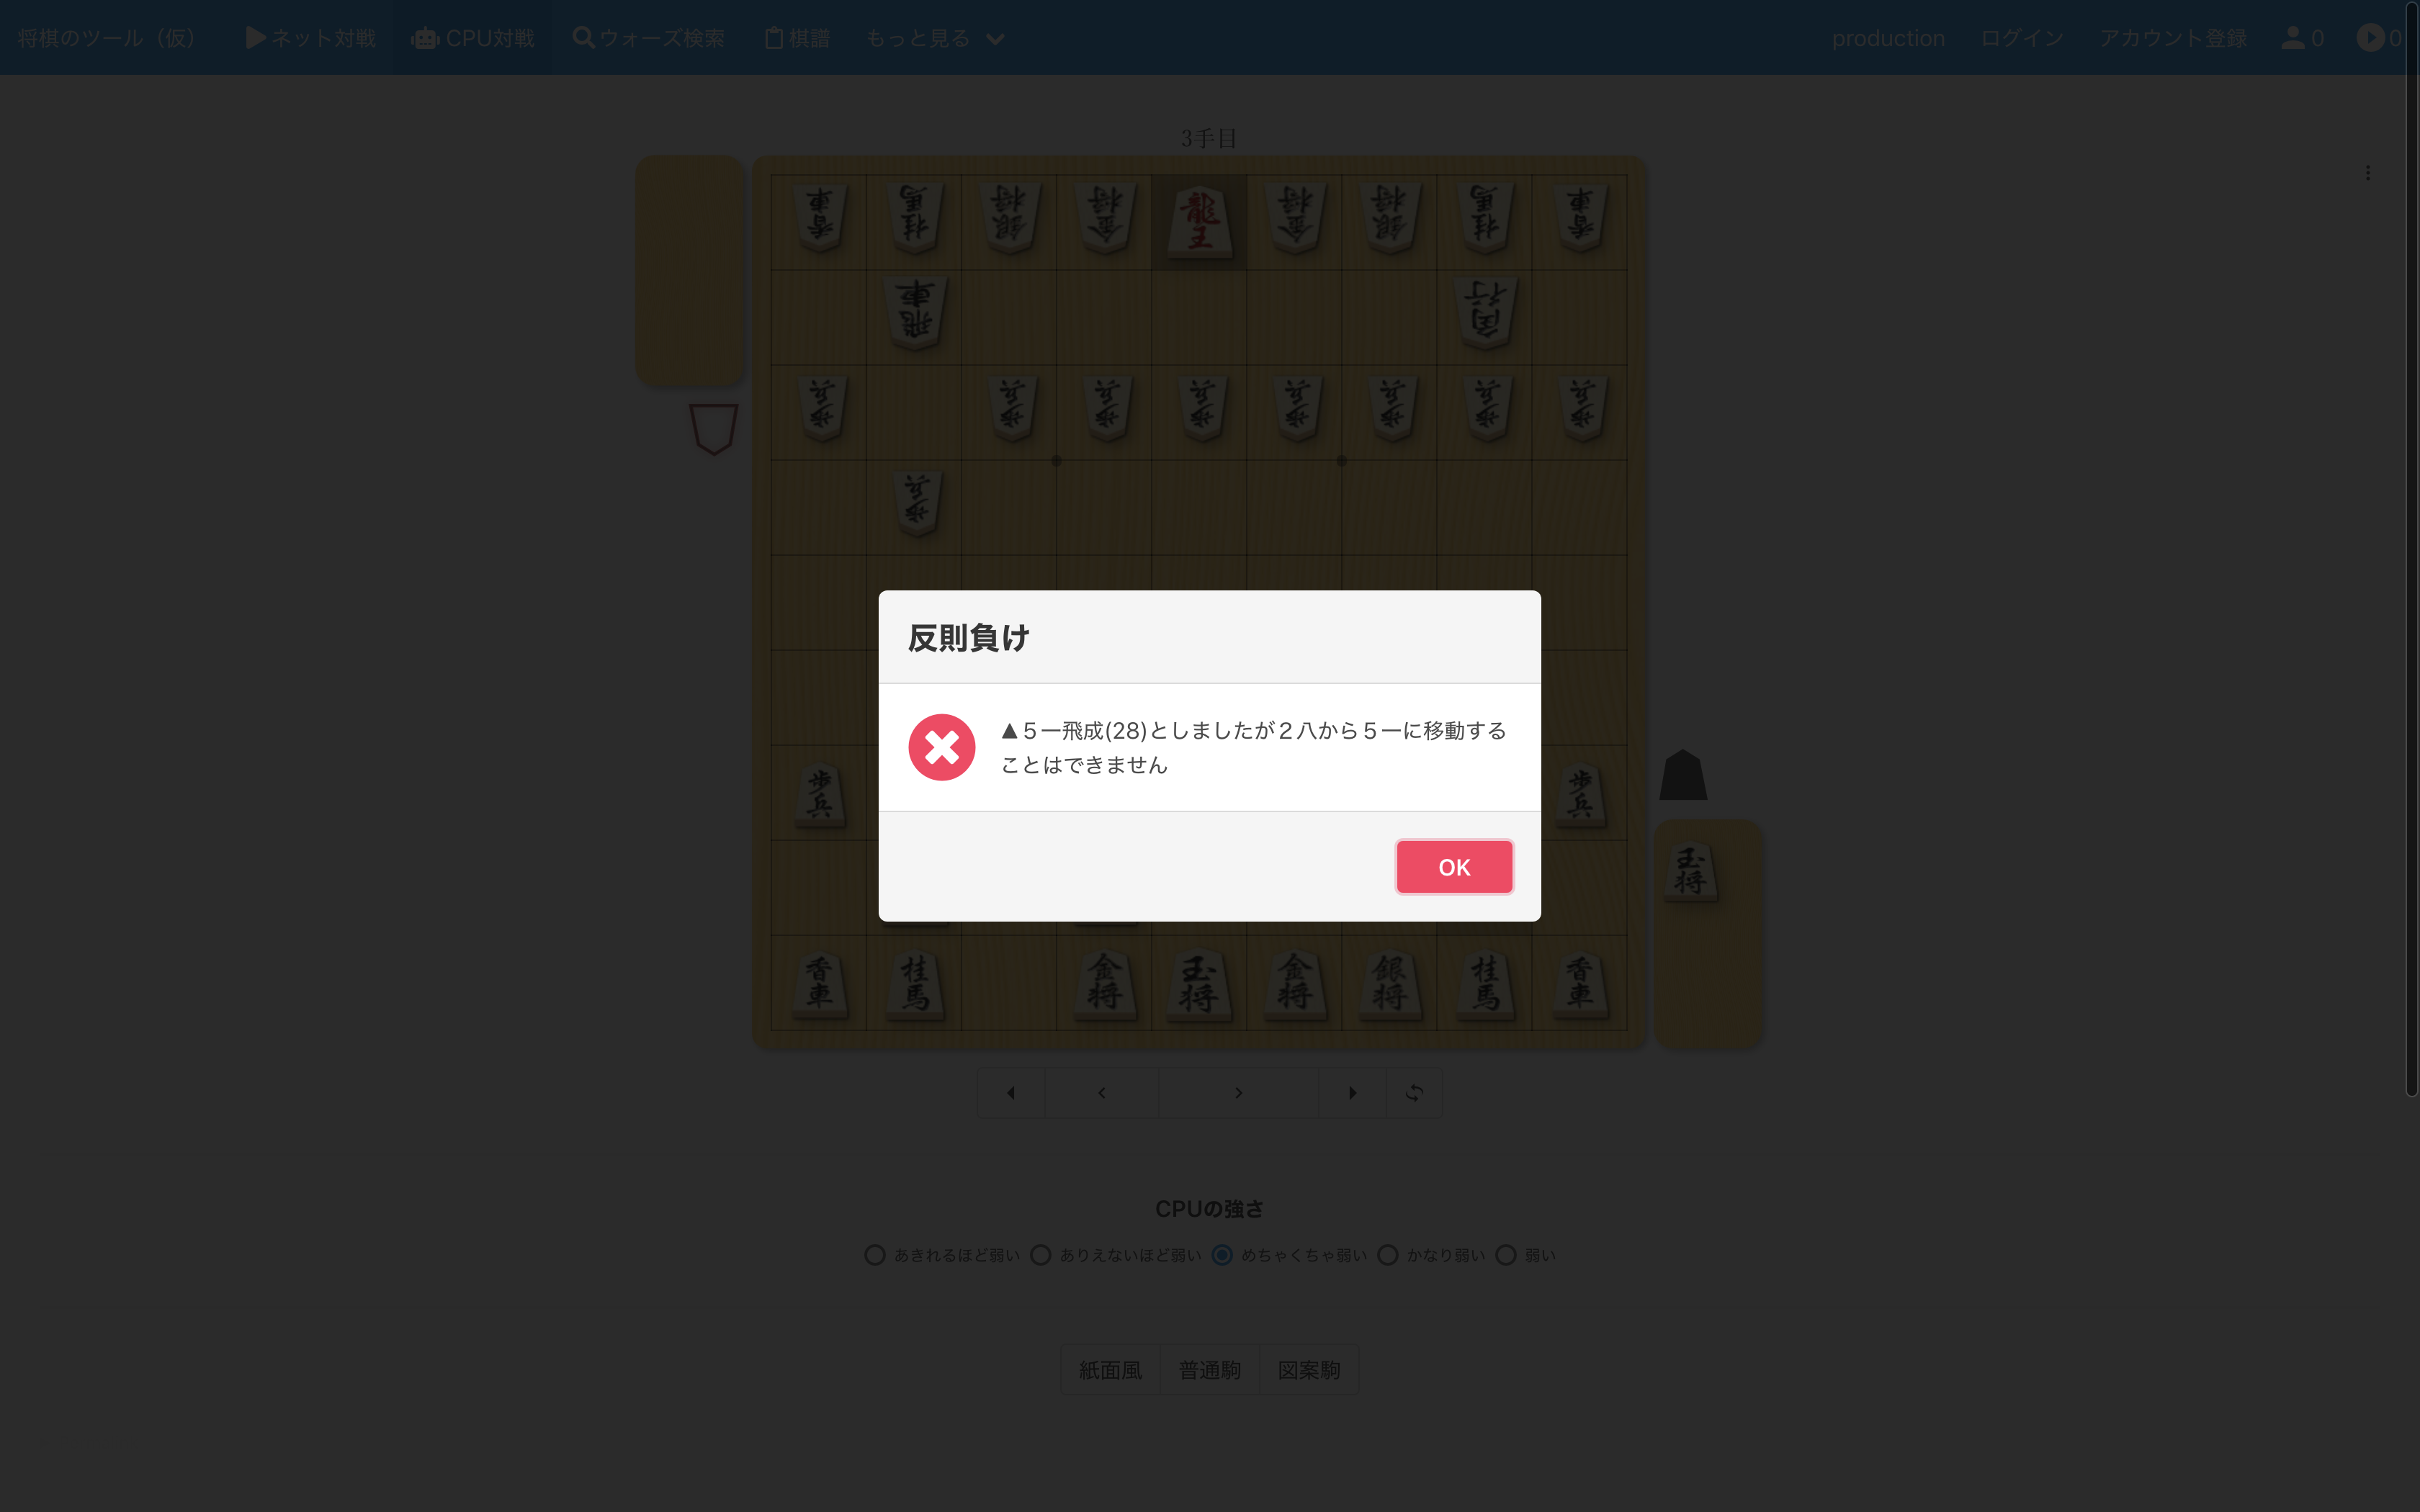 将棋のツール（仮） ネット対戦 CPU対戦 ウォーズ検索 棋譜 もっと見る production ログイン アカウント登録 0 0
3手目
香車 桂馬 銀将 金将 龍王 金将 銀将 桂馬 香車
飛車 角行
歩兵 歩兵 歩兵 歩兵 歩兵 歩兵 歩兵 歩兵
歩兵
反則負け
▲５一飛成(28)としましたが２八から５一に移動する
ことはできません
OK
歩兵 歩兵
玉将
香車 桂馬 金将 玉将 金将 銀将 桂馬 香車
CPUの強さ
あきれるほど弱い ありえないほど弱い めちゃくちゃ弱い かなり弱い 弱い
紙面風 普通駒 図案駒